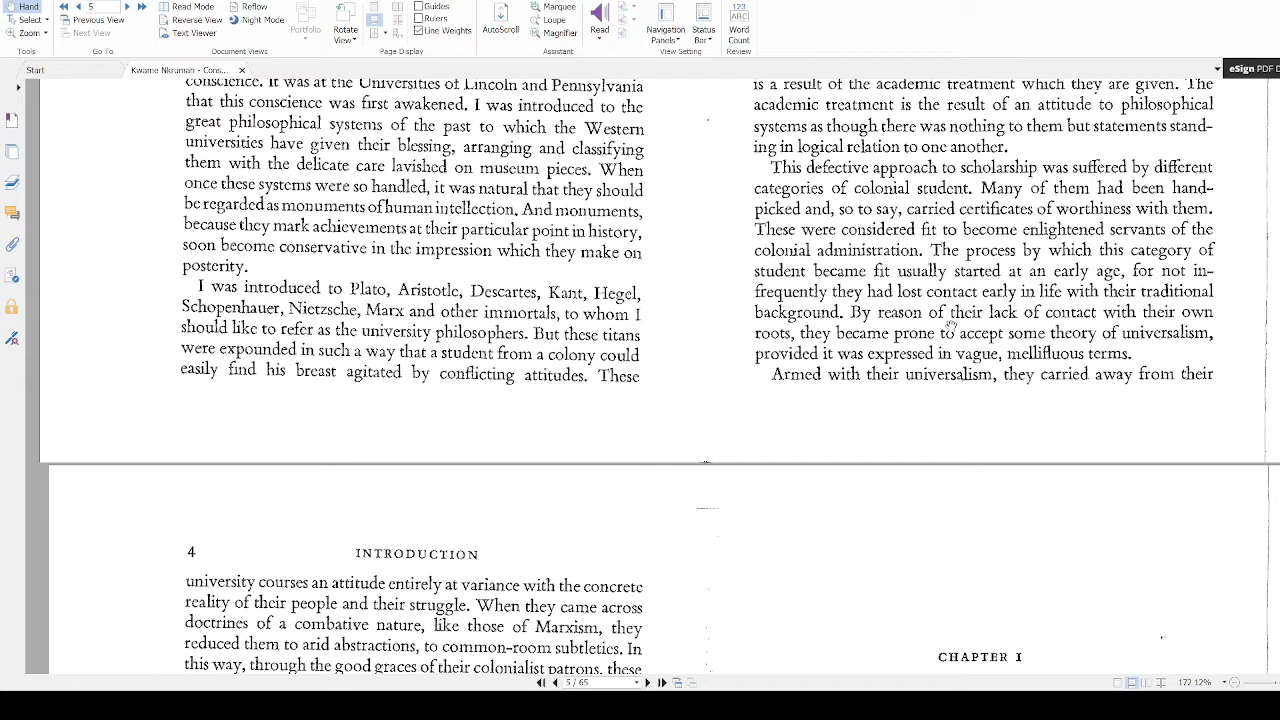 Hand
5
Read Mode
Reflow
Guides
Marquee
123
Select
Previous View
Reverse View
Night Mode
Rulers
Loupe
ABC
Zoom
Next View
Text Viewer
Portfolio
Rotate View
Line Weights
AutoScroll
Magnifier
Read
Navigation Panels
Status Bar
Word Count
Tools
Go To
Document Views
Page Display
Assistant
View Setting
Review
Start
Kwame Nkrumah - Cons...
eSign PDF D
conscience. It was at the Universities of Lincoln and Pennsylvania
that this conscience was first awakened. I was introduced to the
great philosophical systems of the past to which the Western
universities have given their blessing, arranging and classifying
them with the delicate care lavished on museum pieces. When
once these systems were so handled, it was natural that they should
be regarded as monuments of human intellection. And monuments,
because they mark achievements at their particular point in history,
soon become conservative in the impression which they make on
posterity.
I was introduced to Plato, Aristotle, Descartes, Kant, Hegel,
Schopenhauer, Nietzsche, Marx and other immortals, to whom I
should like to refer as the university philosophers. But these titans
were expounded in such a way that a student from a colony could
easily find his breast agitated by conflicting attitudes. These
is a result of the academic treatment which they are given. The
academic treatment is the result of an attitude to philosophical
systems as though there was nothing to them but statements stand-
ing in logical relation to one another.
This defective approach to scholarship was suffered by different
categories of colonial student. Many of them had been hand-
picked and, so to say, carried certificates of worthiness with them.
These were considered fit to become enlightened servants of the
colonial administration. The process by which this category of
student became fit usually started at an early age, for not in-
frequently they had lost contact early in life with their traditional
background. By reason of their lack of contact with their own
roots, they became prone to accept some theory of universalism,
provided it was expressed in vague, mellifluous terms.
Armed with their universalism, they carried away from their
4
INTRODUCTION
university courses an attitude entirely at variance with the concrete
reality of their people and their struggle. When they came across
doctrines of a combative nature, like those of Marxism, they
reduced them to arid abstractions, to common-room subtleties. In
this way, through the good graces of their colonialist patrons, these
CHAPTER I
5 / 65
172.12%